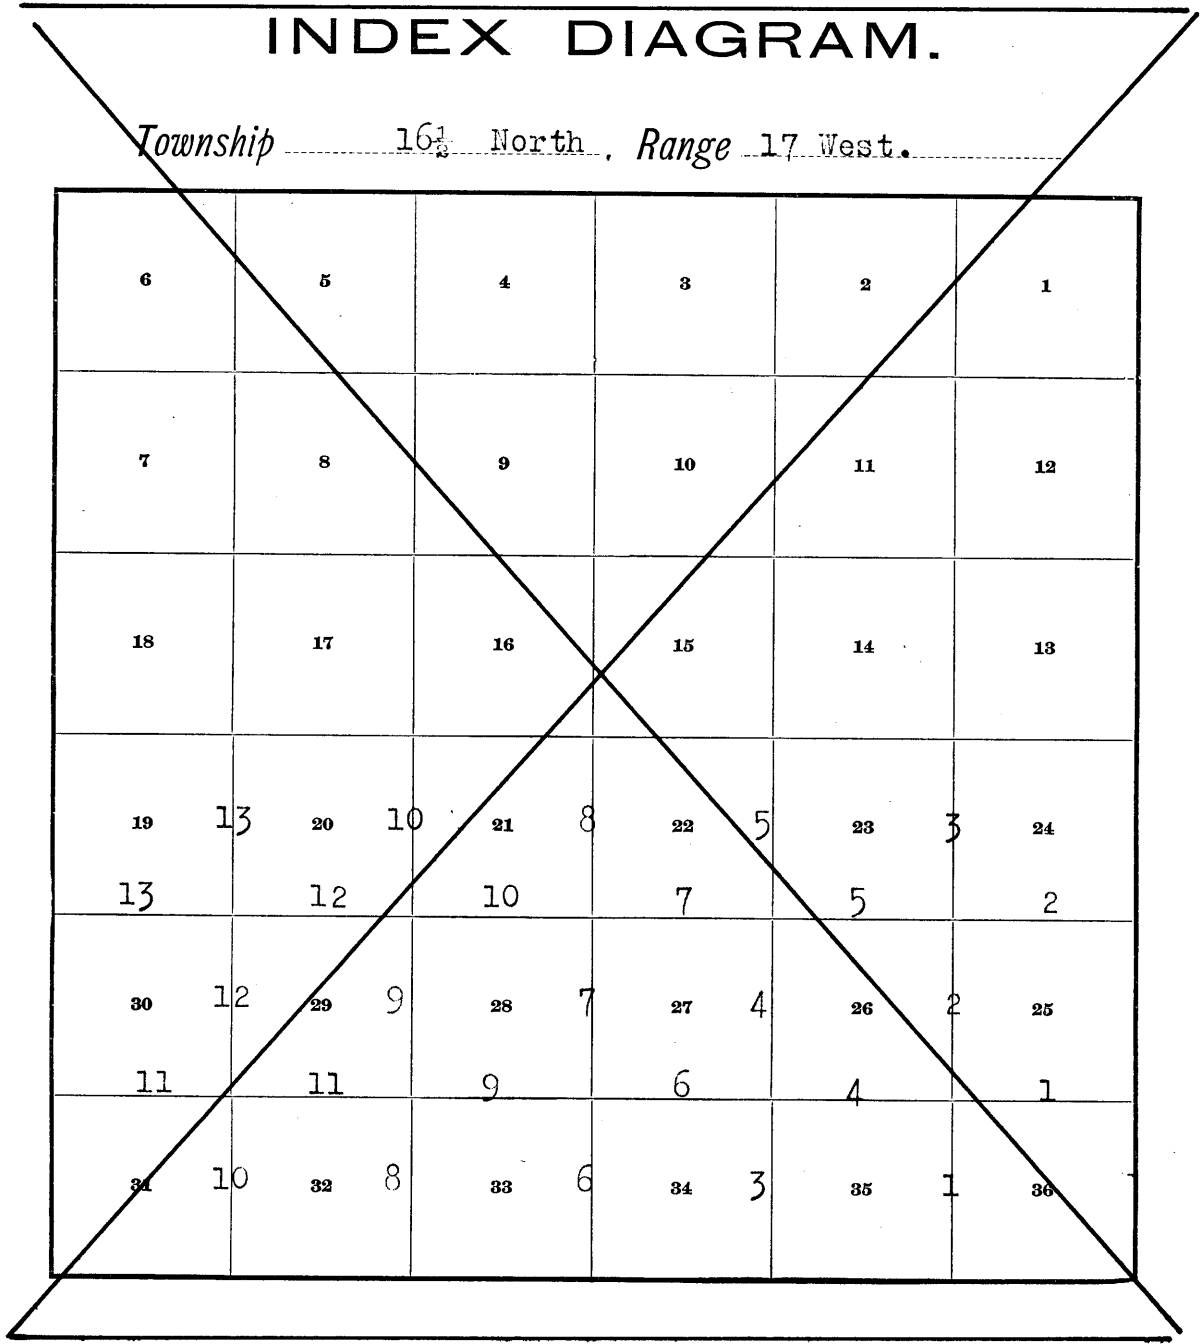 INDEX DIAGRAM.
Township 16½ North, Range 17 West.
6 5 4 3 2 1
7 8 9 10 11 12
18 17 16 15 14 13
19 13 20 10 21 8 22 5 23 3 24
13 12 10 7 5 2
30 12 29 9 28 7 27 4 26 2 25
11 11 9 6 4 1
31 10 32 8 33 6 34 3 35 1 36